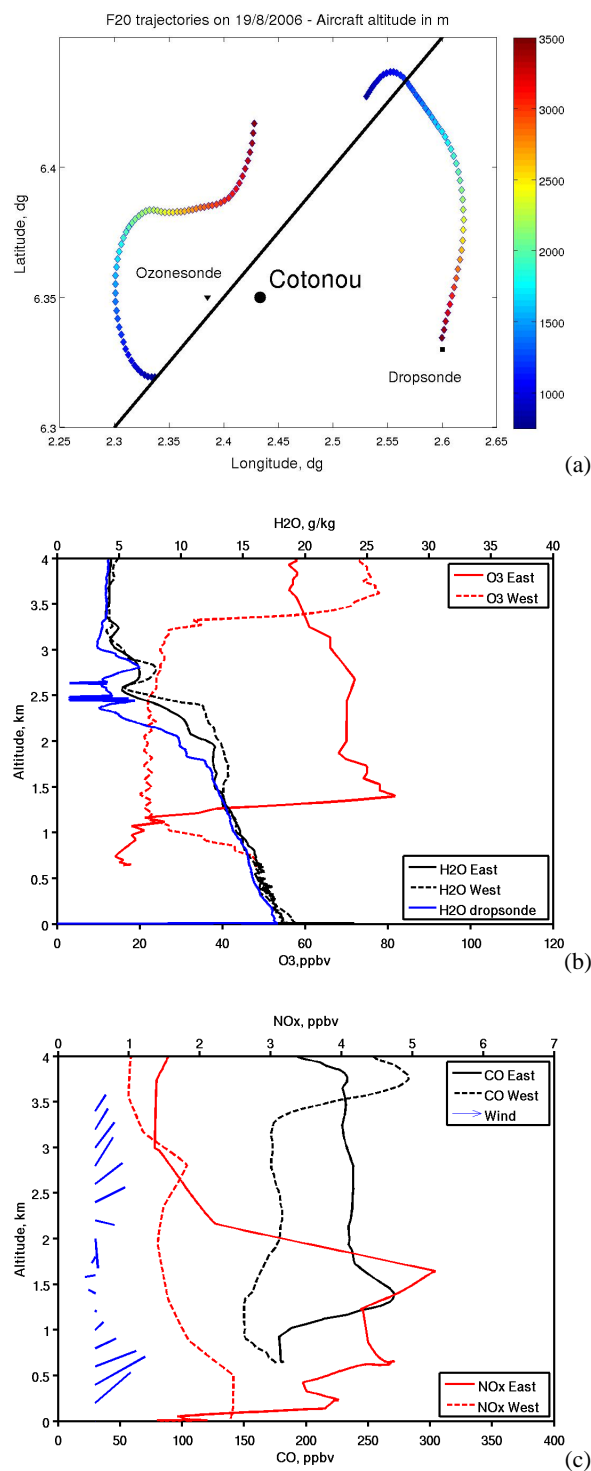 F20 trajectories on 19/8/2006 - Aircraft altitude in m
Latitude, dg
6.4
6.35
6.3
Ozonesonde
Cotonou
Dropsonde
2.25 2.3 2.35 2.4 2.45 2.5 2.55 2.6 2.65
Longitude, dg
3500
3000
2500
2000
1500
1000
(a)
H2O, g/kg
0 5 10 15 20 25 30 35 40
Altitude, km
4
3.5
3
2.5
2
1.5
1
0.5
0
O3 East
O3 West
H2O East
H2O West
H2O dropsonde
0 20 40 60 80 100 120
O3,ppbv
(b)
NOx, ppbv
0 1 2 3 4 5 6 7
Altitude, km
4
3.5
3
2.5
2
1.5
1
0.5
0
CO East
CO West
Wind
NOx East
NOx West
0 50 100 150 200 250 300 350 400
CO, ppbv
(c)